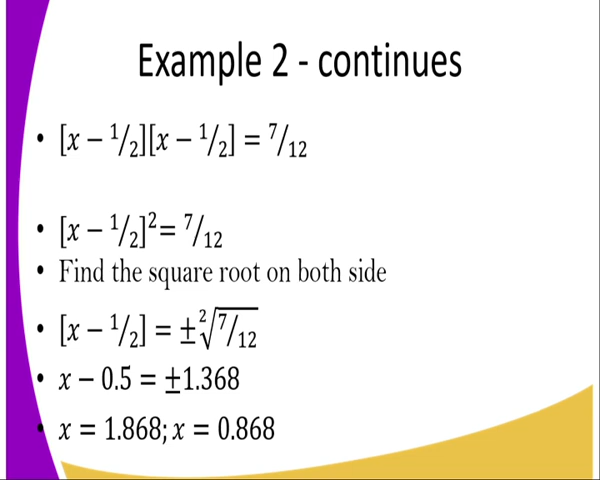 Example 2 - continues
• [x − 1/2][x − 1/2] = 7/12
• [x − 1/2]²= 7/12
• Find the square root on both side
• [x − 1/2] = ±²√7/12
• x − 0.5 = ±1.368
• x = 1.868; x = 0.868